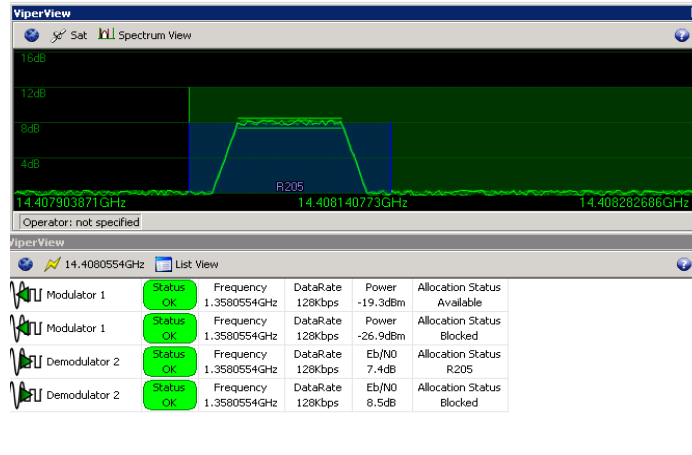 ViperView
Sat Spectrum View
16dB
12dB
8dB
4dB
R205
14.407903871GHz 14.408140773GHz 14.408282686GHz
Operator: not specified
ViperView
14.4080554GHz List View
Modulator 1 Status OK Frequency 1.3580554GHz DataRate 128Kbps Power -19.3dBm Allocation Status Available
Modulator 1 Status OK Frequency 1.3580554GHz DataRate 128Kbps Power -26.9dBm Allocation Status Blocked
Demodulator 2 Status OK Frequency 1.3580554GHz DataRate 128Kbps Eb/N0 7.4dB Allocation Status R205
Demodulator 2 Status OK Frequency 1.3580554GHz DataRate 128Kbps Eb/N0 8.5dB Allocation Status Blocked